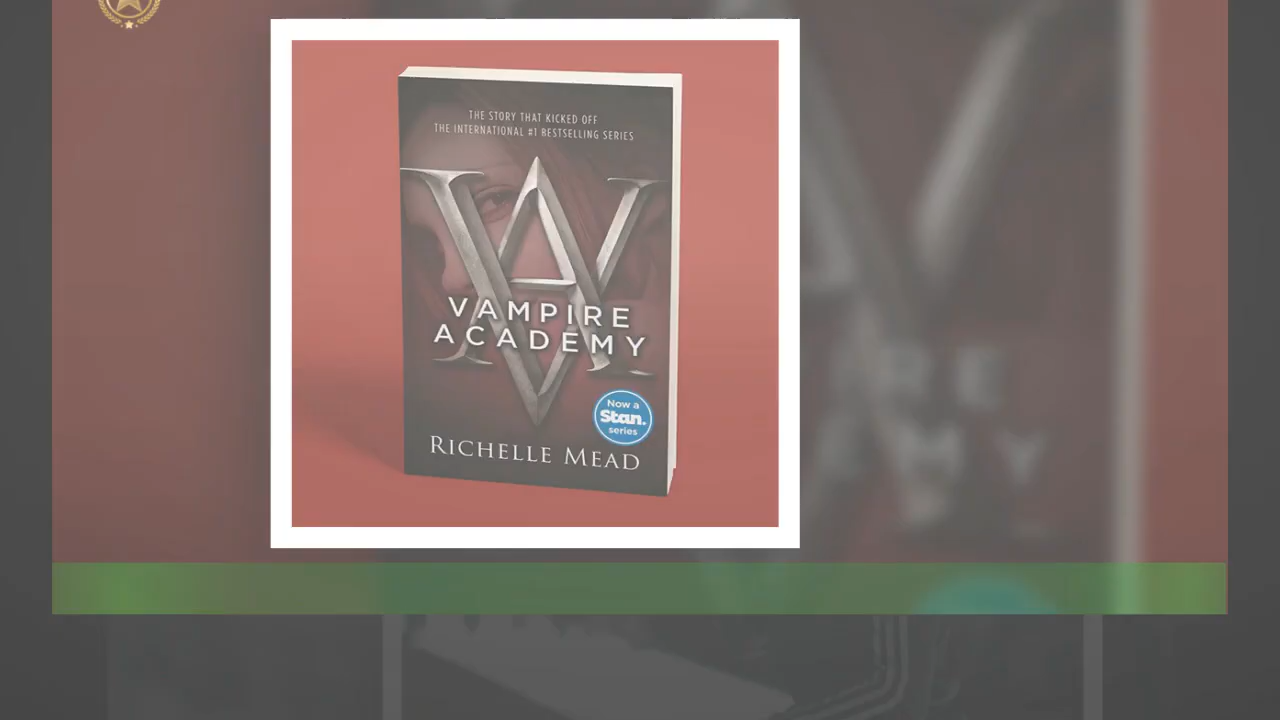 THE STORY THAT KICKED OFF
THE INTERNATIONAL #1 BESTSELLING SERIES
VAMPIRE
ACADEMY
Now a
Stan.
series
RICHELLE MEAD